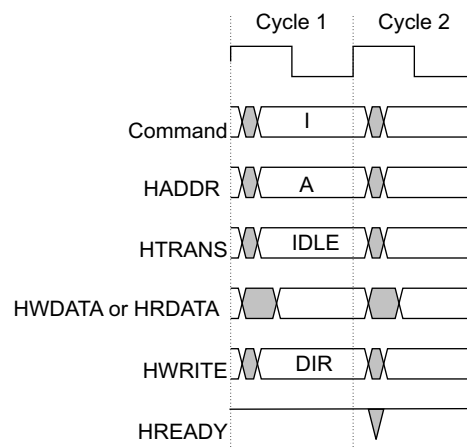 Cycle 1 Cycle 2
Command I
HADDR A
HTRANS IDLE
HWDATA or HRDATA
HWRITE DIR
HREADY